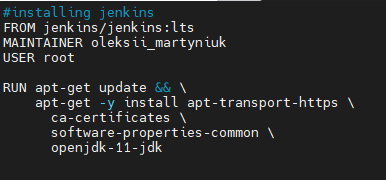 #installing jenkins
FROM jenkins/jenkins:lts
MAINTAINER oleksii_martyniuk
USER root

RUN apt-get update && \
    apt-get -y install apt-transport-https \
      ca-certificates \
      software-properties-common \
      openjdk-11-jdk